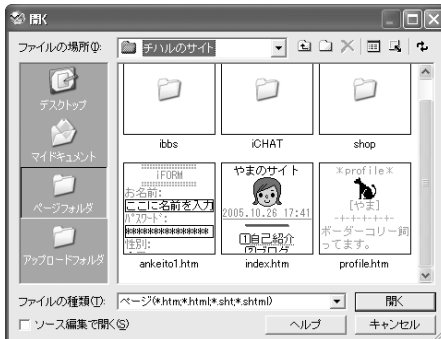 開く
ファイルの場所(I):
チハルのサイト
デスクトップ
マイドキュメント
ページフォルダ
アップロードフォルダ
ibbs
iCHAT
shop
iFORM
お名前:
ここに名前を入力
パスワード:
****************
性別:
ankeito1.htm
やまのサイト
2005.10.26 17:41
1自己紹介
2ブログ
index.htm
*profile*
[やま]
-+-+-+-+-
ボーダーコリー飼
ってます。
profile.htm
ファイルの種類(T):
ページ(*.htm;*.html;*.sht;*.shtml)
開く
ソース編集で開く(S)
ヘルプ
キャンセル